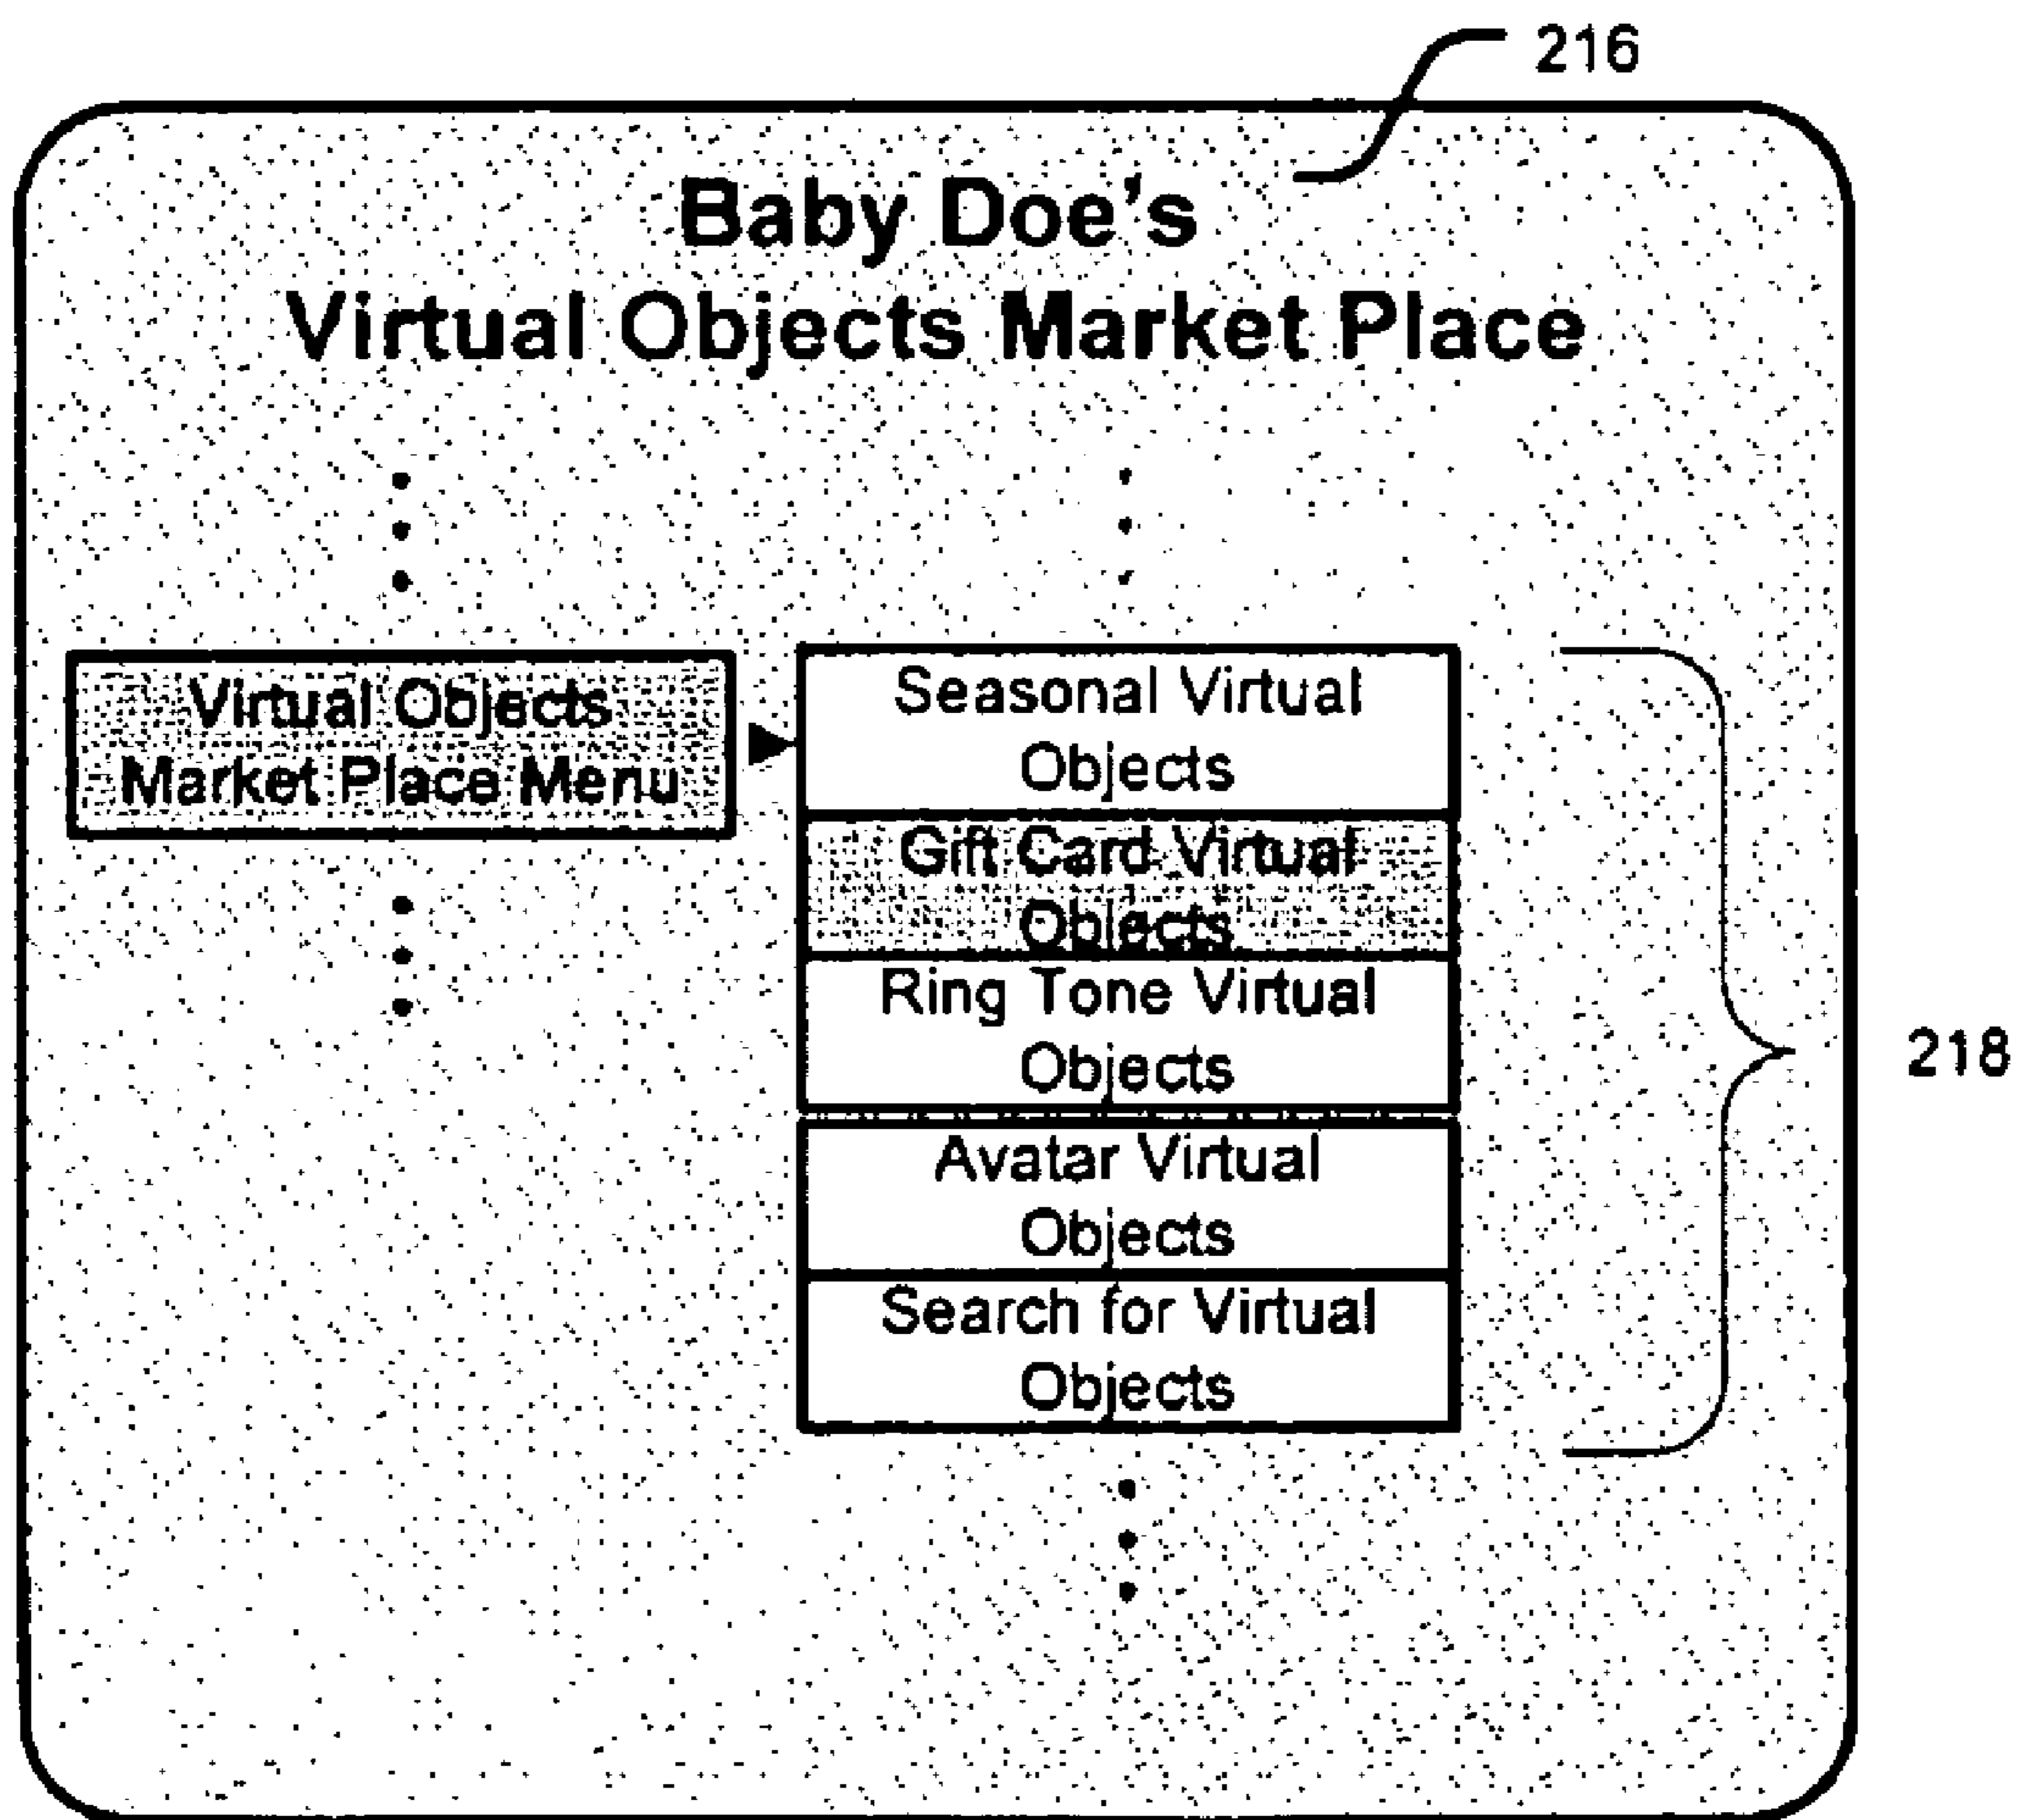 216
Baby Doe's
Virtual Objects Market Place
Virtual Objects
Market Place Menu
Seasonal Virtual
Objects
Gift Card Virtual
Objects
Ring Tone Virtual
Objects
Avatar Virtual
Objects
Search for Virtual
Objects
218